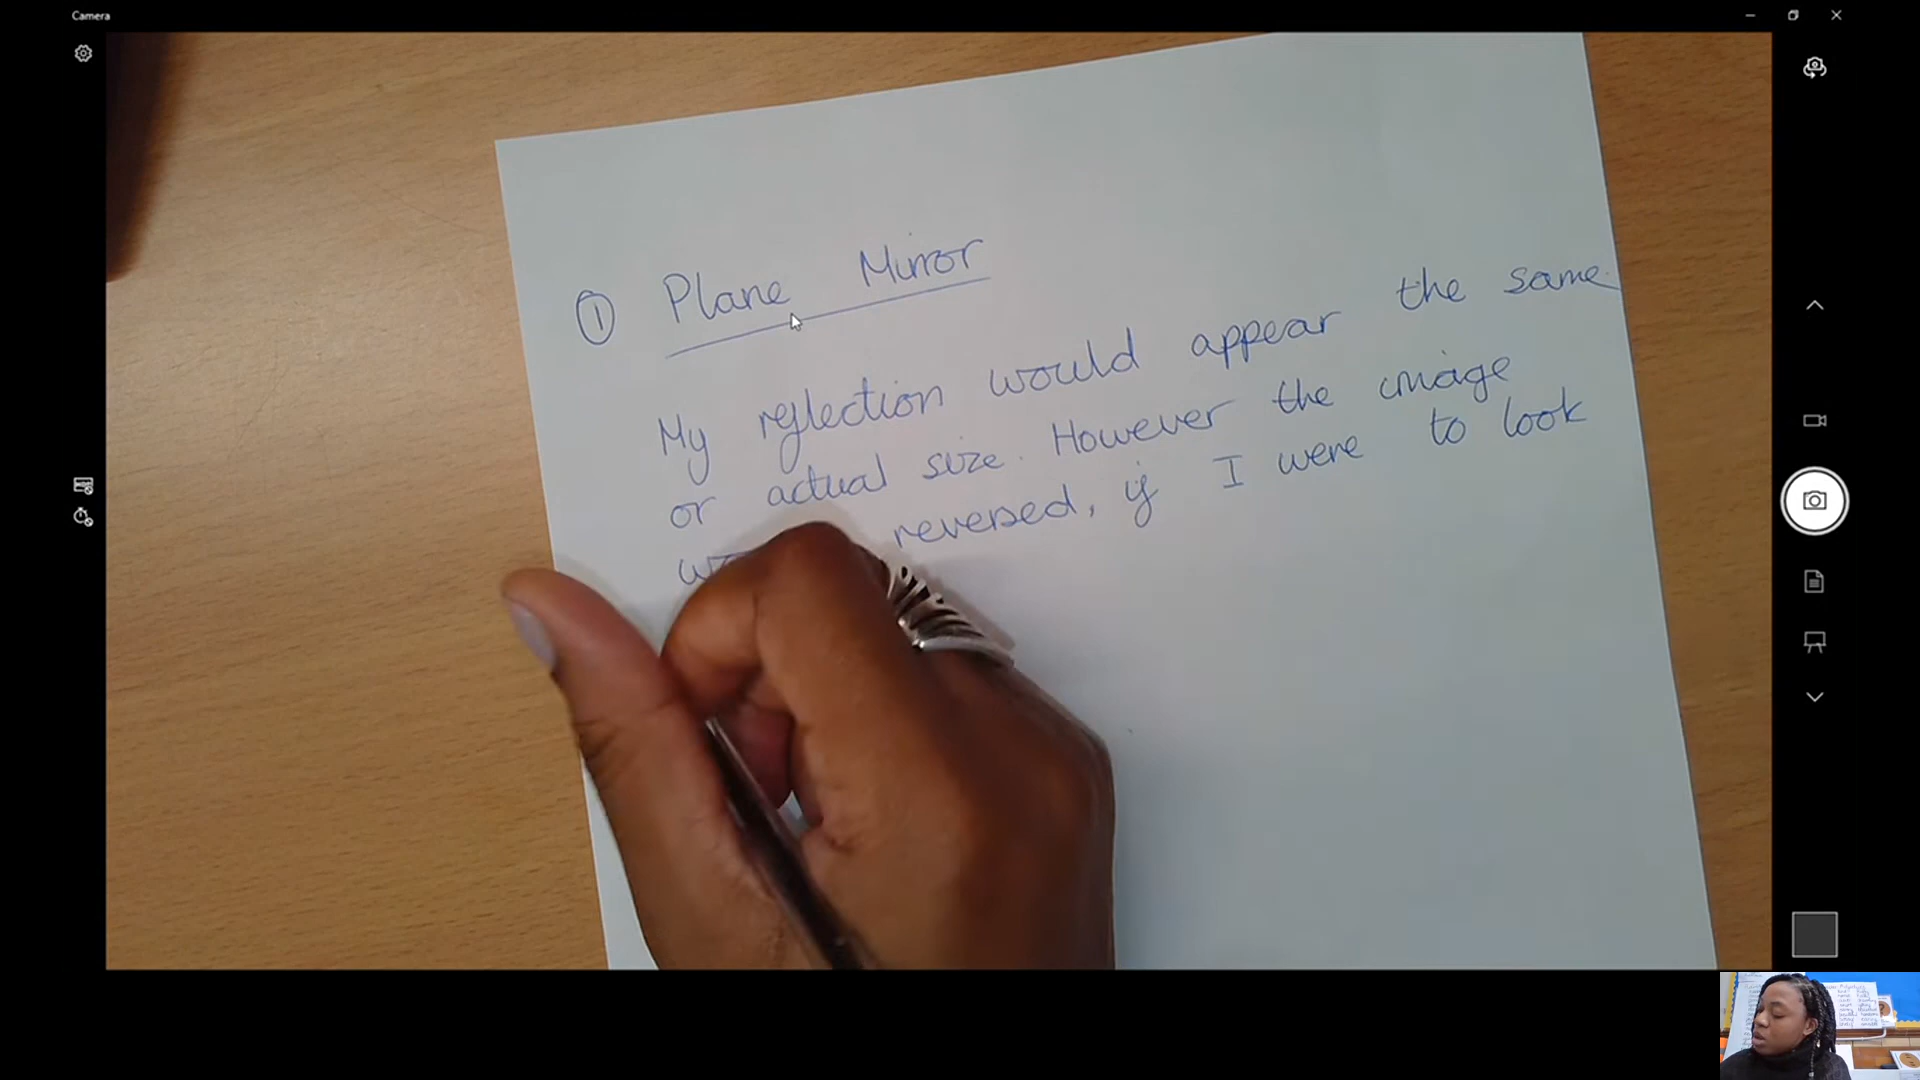 Camera
① Plane Mirror
My reflection would appear the same
or actual size. However the image
reversed, if I were to look